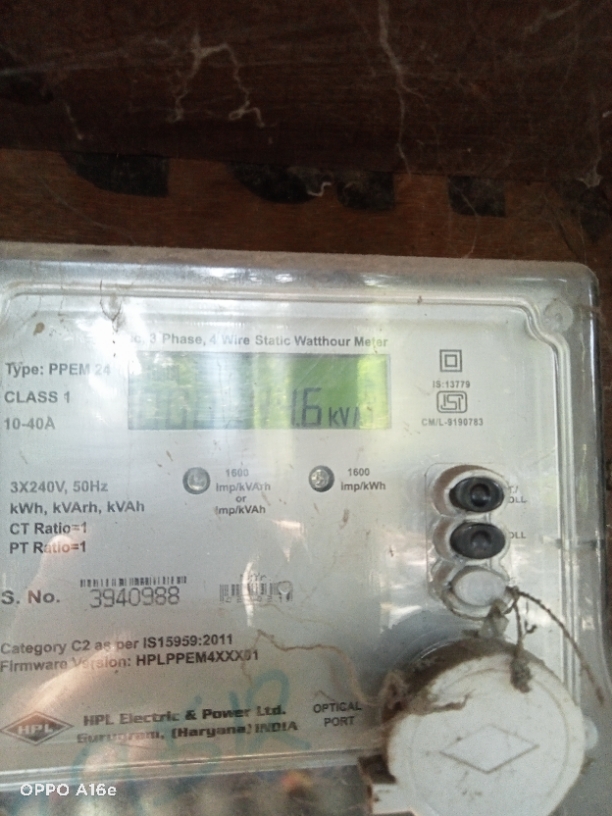 3 Phase, 4 Wire Static Watthour Meter
Type: PPEM 24
CLASS 1
10-40A
1.6 kVA
IS:13779
CM/L-9190783
1600
Imp/kVArh
or
Imp/kVAh
1600
Imp/kWh
3X240V, 50Hz
kWh, kVArh, kVAh
CT Ratio=1
PT Ratio=1
S. No. 3940988
Category C2 as per IS15959:2011
Firmware Version: HPLPPEM4XXX01
HPL
HPL Electric & Power Ltd.
Gurugram, (Haryana) INDIA
OPTICAL
PORT
OPPO A16e